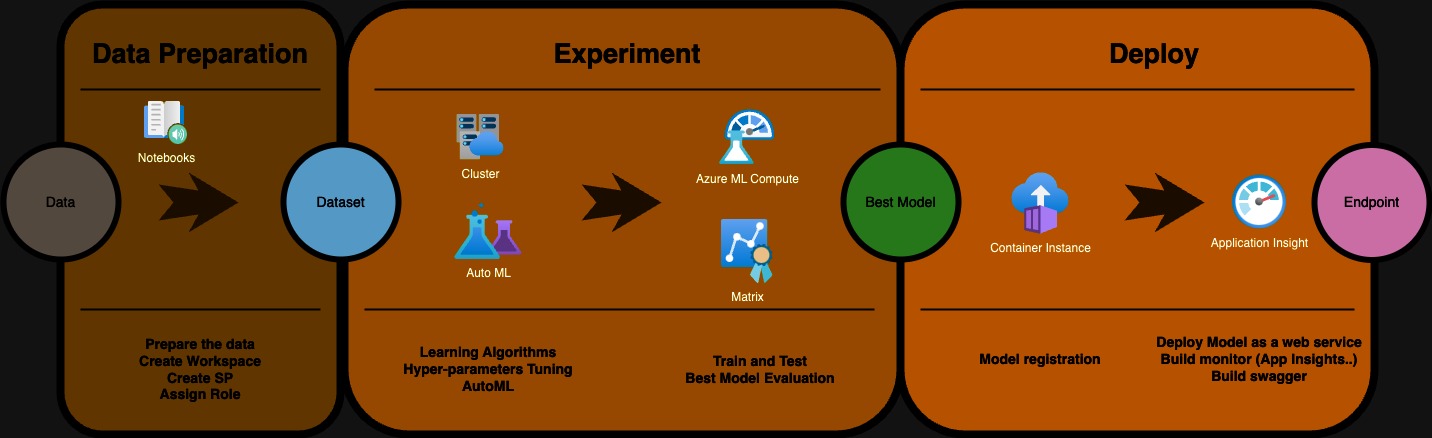 Data Preparation
Experiment
Deploy
Notebooks
Cluster
Azure ML Compute
Data
Dataset
Best Model
Endpoint
Auto ML
Container Instance
Application Insight
Matrix
Prepare the data
Create Workspace
Create SP
Assign Role
Learning Algorithms
Hyper-parameters Tuning
AutoML
Train and Test
Best Model Evaluation
Model registration
Deploy Model as a web service
Build monitor (App Insights..)
Build swagger